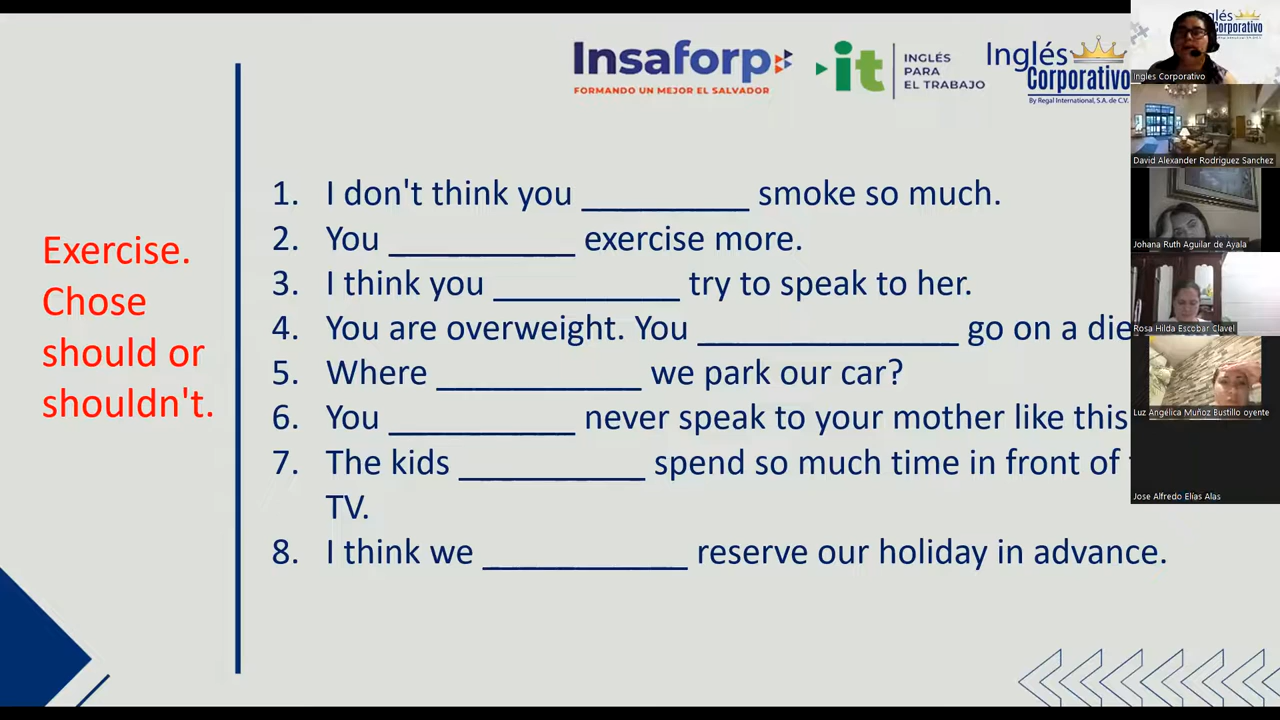 Insaforp
FORMANDO UN MEJOR EL SALVADOR
it
INGLÉS
PARA
EL TRABAJO
Inglés
Corporativo
By Regal International, S.A. de C.V.
Exercise.
Chose
should or
shouldn't.
1. I don't think you _________ smoke so much.
2. You __________ exercise more.
3. I think you __________ try to speak to her.
4. You are overweight. You ______________ go on a die
5. Where ___________ we park our car?
6. You __________ never speak to your mother like this
7. The kids __________ spend so much time in front of
TV.
8. I think we ___________ reserve our holiday in advance.
Ingles Corporativo
David Alexander Rodriguez Sanchez
Johana Ruth Aguilar de Ayala
Rosa Hilda Escobar Clavel
Luz Angélica Muñoz Bustillo oyente
Jose Alfredo Elías Alas